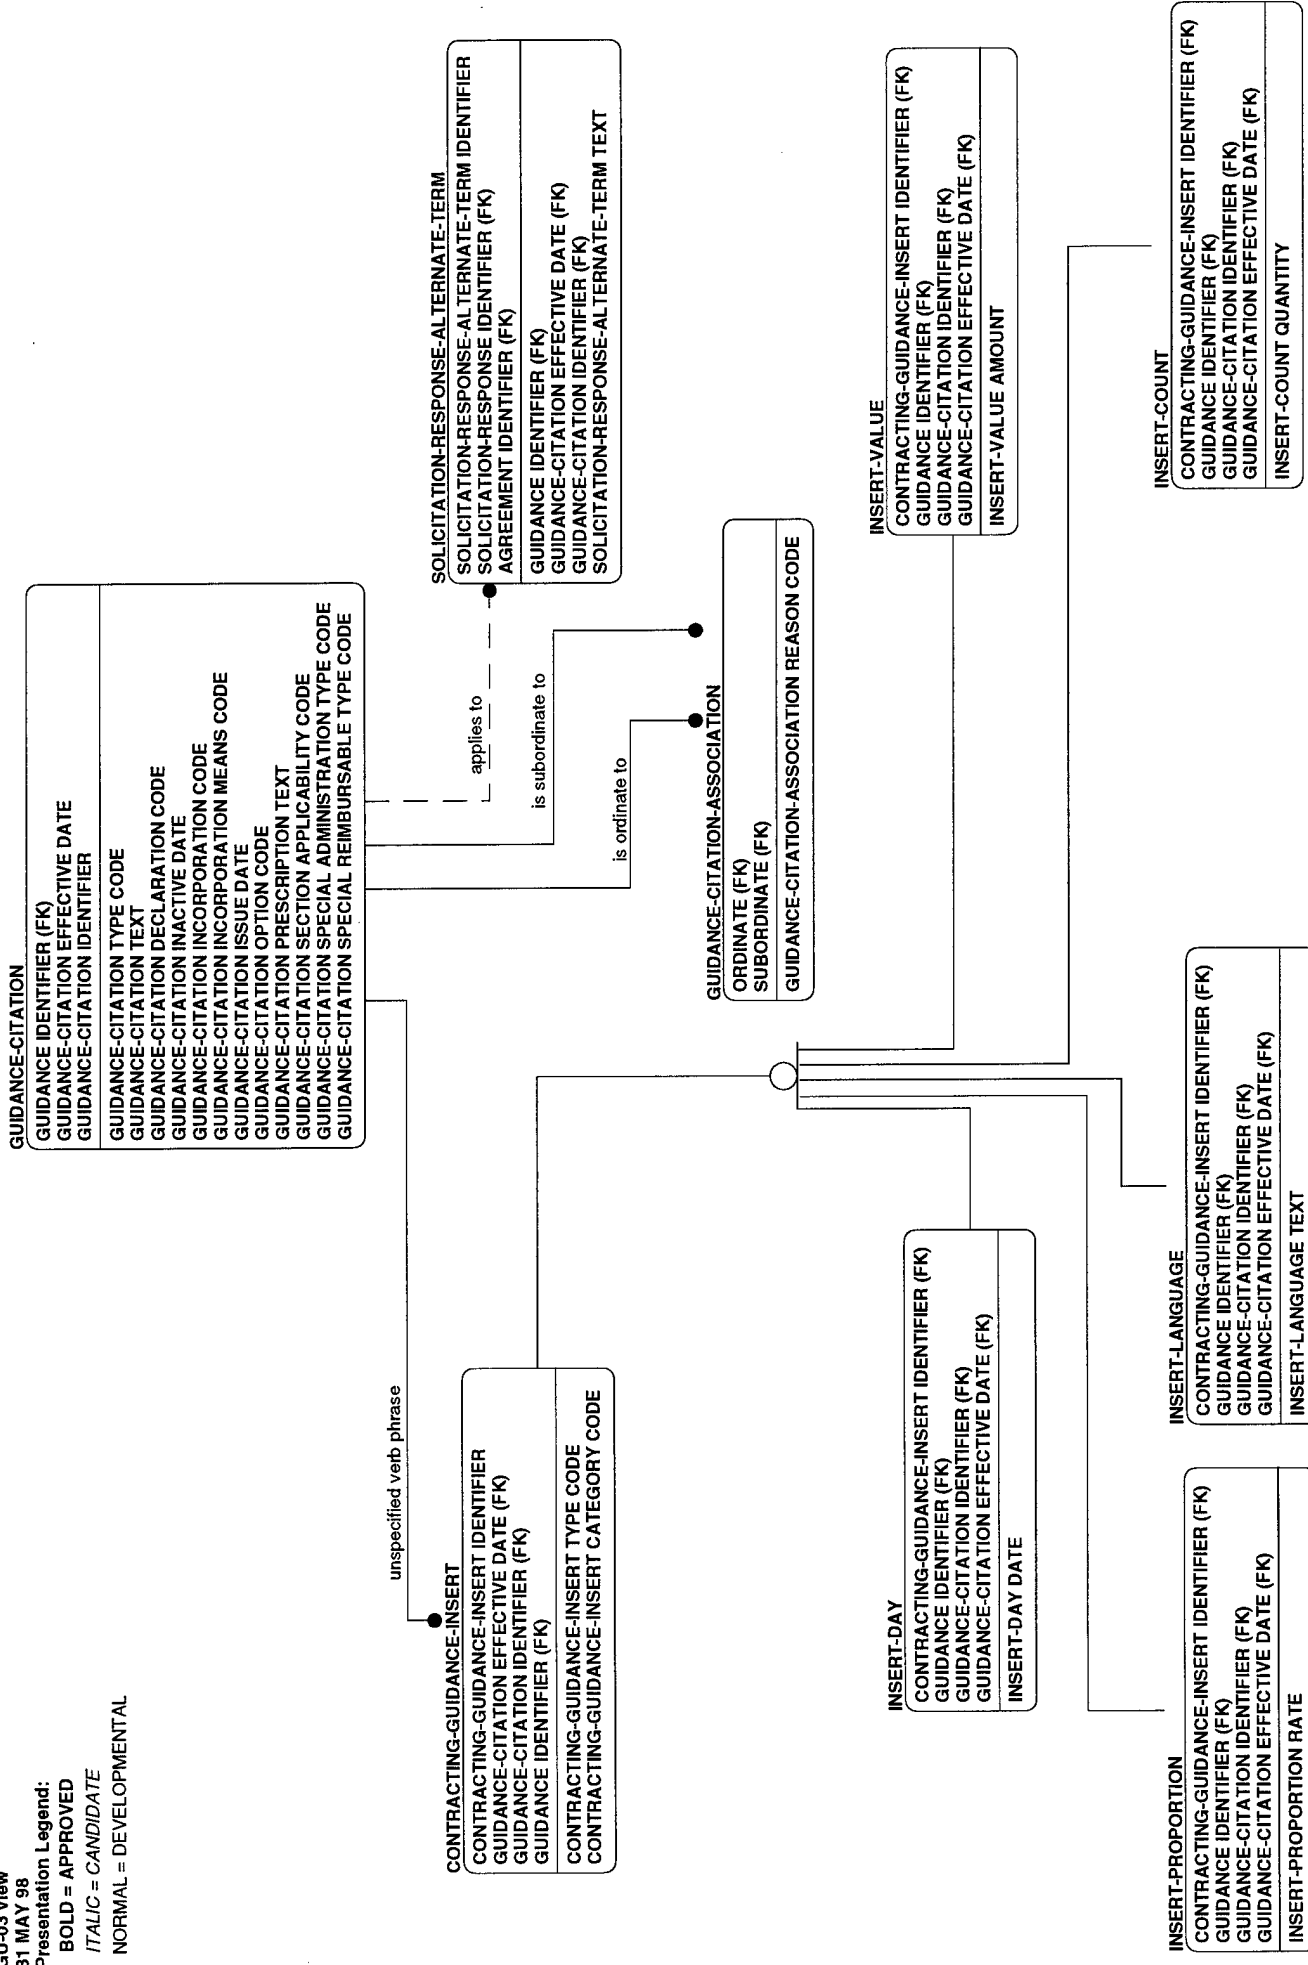 GU-03 View
31 MAY 98
Presentation Legend:
BOLD = APPROVED
ITALIC = CANDIDATE
NORMAL = DEVELOPMENTAL
GUIDANCE-CITATION
GUIDANCE IDENTIFIER (FK)
GUIDANCE-CITATION EFFECTIVE DATE
GUIDANCE-CITATION IDENTIFIER
GUIDANCE-CITATION TYPE CODE
GUIDANCE-CITATION TEXT
GUIDANCE-CITATION DECLARATION CODE
GUIDANCE-CITATION INACTIVE DATE
GUIDANCE-CITATION INCORPORATION CODE
GUIDANCE-CITATION INCORPORATION MEANS CODE
GUIDANCE-CITATION ISSUE DATE
GUIDANCE-CITATION OPTION CODE
GUIDANCE-CITATION PRESCRIPTION TEXT
GUIDANCE-CITATION SECTION APPLICABILITY CODE
GUIDANCE-CITATION SPECIAL ADMINISTRATION TYPE CODE
GUIDANCE-CITATION SPECIAL REIMBURSABLE TYPE CODE
unspecified verb phrase
applies to
is subordinate to
is ordinate to
SOLICITATION-RESPONSE-ALTERNATE-TERM
SOLICITATION-RESPONSE-ALTERNATE-TERM IDENTIFIER
SOLICITATION-RESPONSE IDENTIFIER (FK)
AGREEMENT IDENTIFIER (FK)
GUIDANCE IDENTIFIER (FK)
GUIDANCE-CITATION EFFECTIVE DATE (FK)
GUIDANCE-CITATION IDENTIFIER (FK)
SOLICITATION-RESPONSE-ALTERNATE-TERM TEXT
CONTRACTING-GUIDANCE-INSERT
CONTRACTING-GUIDANCE-INSERT IDENTIFIER
GUIDANCE-CITATION EFFECTIVE DATE (FK)
GUIDANCE-CITATION IDENTIFIER (FK)
GUIDANCE IDENTIFIER (FK)
CONTRACTING-GUIDANCE-INSERT TYPE CODE
CONTRACTING-GUIDANCE-INSERT CATEGORY CODE
GUIDANCE-CITATION-ASSOCIATION
ORDINATE (FK)
SUBORDINATE (FK)
GUIDANCE-CITATION-ASSOCIATION REASON CODE
INSERT-DAY
CONTRACTING-GUIDANCE-INSERT IDENTIFIER (FK)
GUIDANCE IDENTIFIER (FK)
GUIDANCE-CITATION IDENTIFIER (FK)
GUIDANCE-CITATION EFFECTIVE DATE (FK)
INSERT-DAY DATE
INSERT-VALUE
CONTRACTING-GUIDANCE-INSERT IDENTIFIER (FK)
GUIDANCE IDENTIFIER (FK)
GUIDANCE-CITATION IDENTIFIER (FK)
GUIDANCE-CITATION EFFECTIVE DATE (FK)
INSERT-VALUE AMOUNT
INSERT-PROPORTION
CONTRACTING-GUIDANCE-INSERT IDENTIFIER (FK)
GUIDANCE IDENTIFIER (FK)
GUIDANCE-CITATION IDENTIFIER (FK)
GUIDANCE-CITATION EFFECTIVE DATE (FK)
INSERT-PROPORTION RATE
INSERT-LANGUAGE
CONTRACTING-GUIDANCE-INSERT IDENTIFIER (FK)
GUIDANCE IDENTIFIER (FK)
GUIDANCE-CITATION IDENTIFIER (FK)
GUIDANCE-CITATION EFFECTIVE DATE (FK)
INSERT-LANGUAGE TEXT
INSERT-COUNT
CONTRACTING-GUIDANCE-INSERT IDENTIFIER (FK)
GUIDANCE IDENTIFIER (FK)
GUIDANCE-CITATION IDENTIFIER (FK)
GUIDANCE-CITATION EFFECTIVE DATE (FK)
INSERT-COUNT QUANTITY